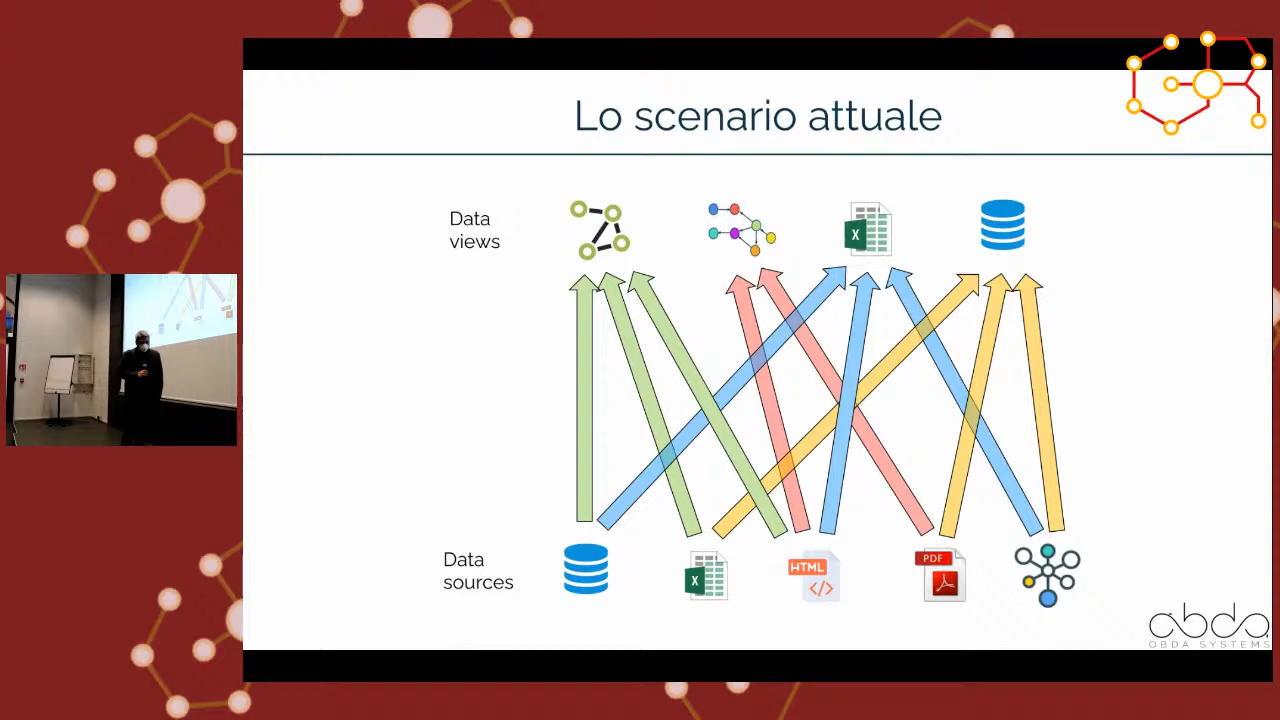 Lo scenario attuale
Data
views
X
Data
sources
X
HTML
</>
PDF
obda
OBDA SYSTEMS